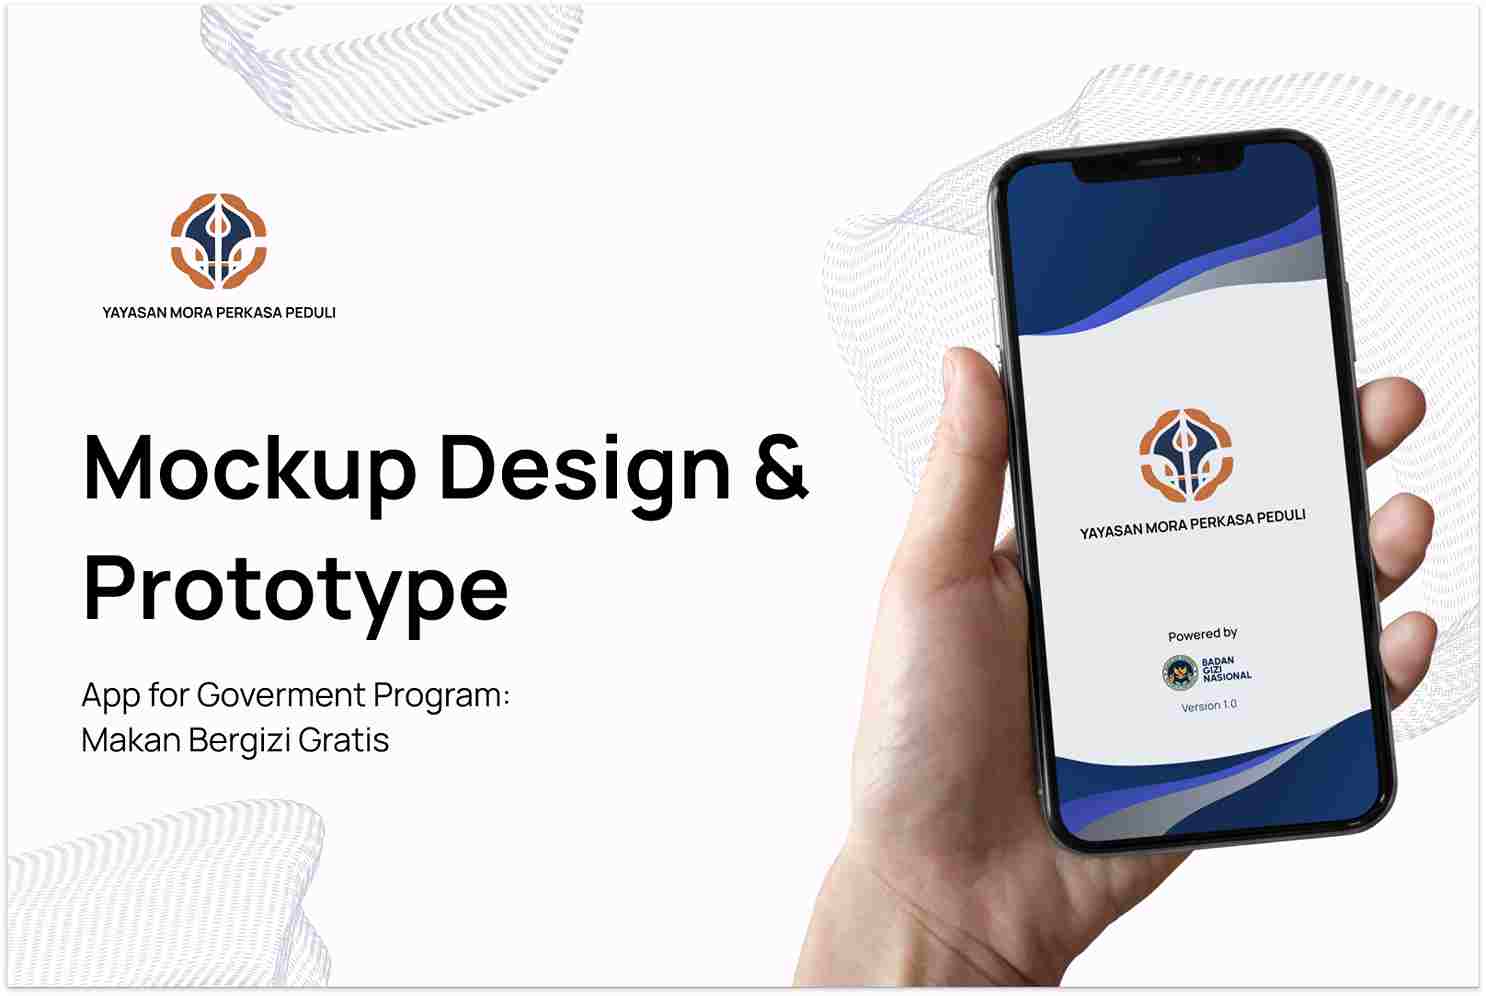 YAYASAN MORA PERKASA PEDULI
Mockup Design &
Prototype
App for Goverment Program:
Makan Bergizi Gratis
YAYASAN MORA PERKASA PEDULI
Powered by
BADAN
GIZI
NASIONAL
Version 1.0